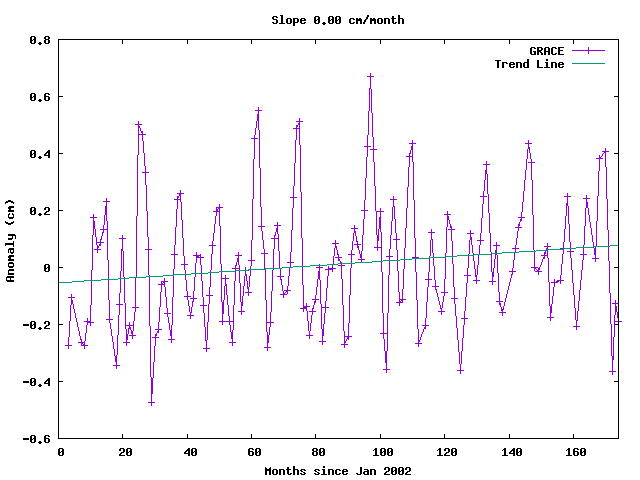 Slope 0.00 cm/month
0.8
0.6
0.4
0.2
0
-0.2
-0.4
-0.6
Anomaly (cm)
GRACE
Trend Line
0 20 40 60 80 100 120 140 160
Months since Jan 2002